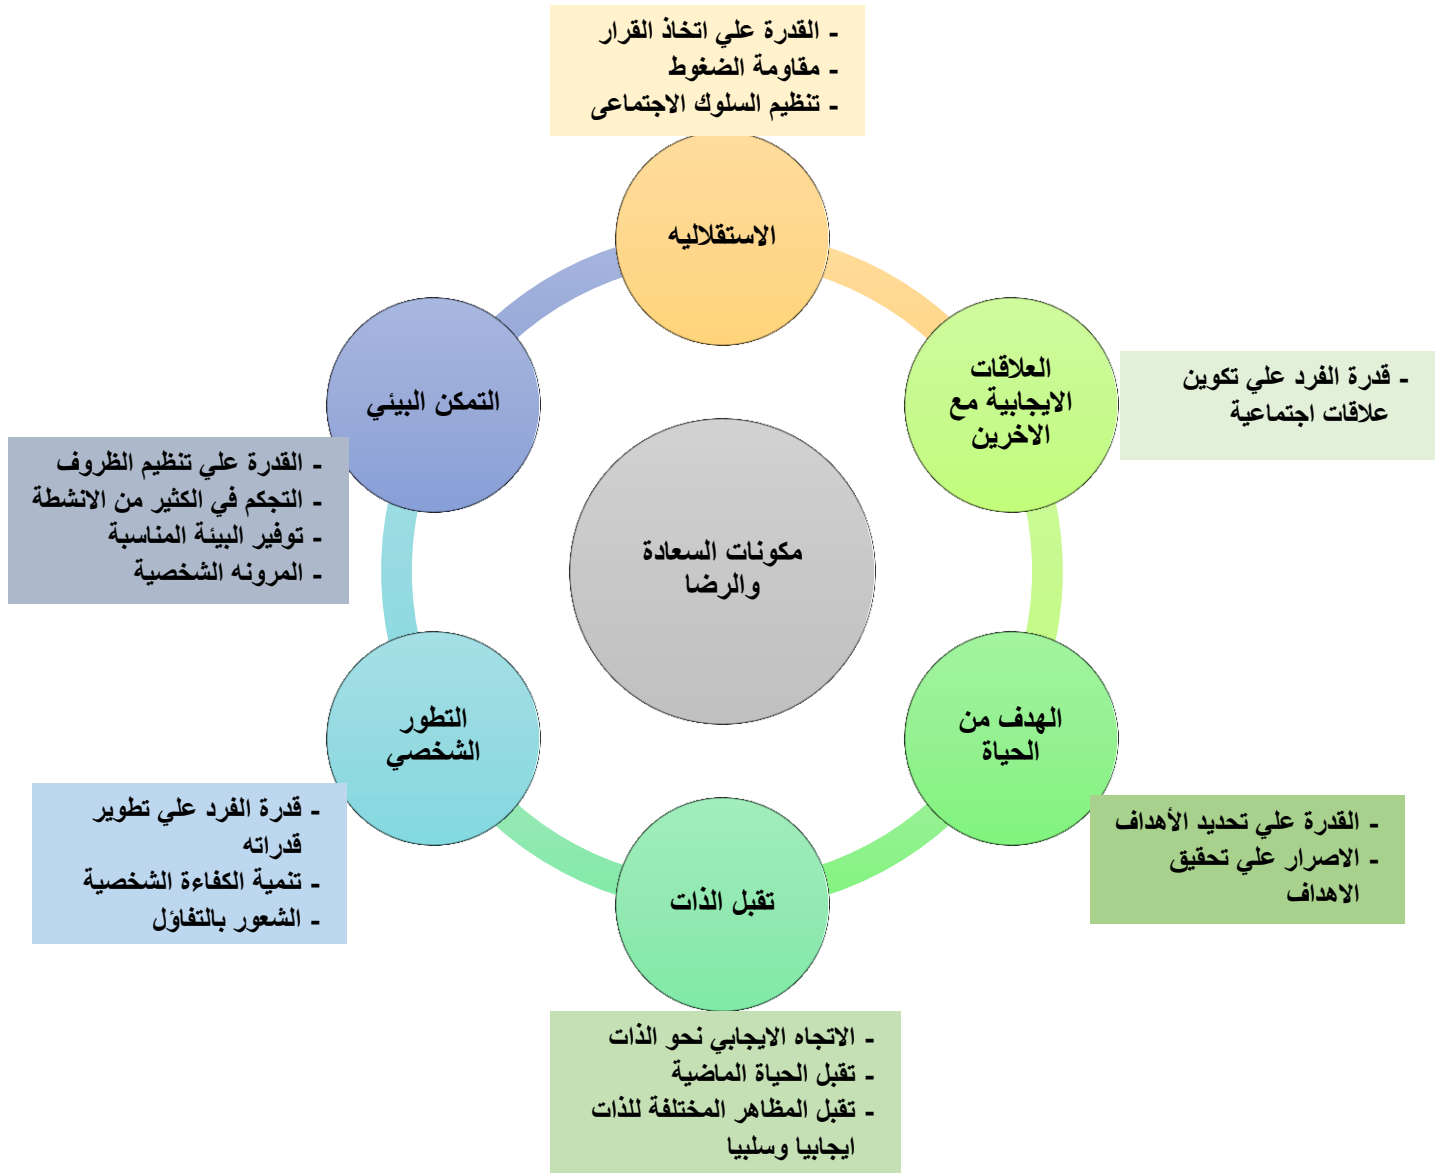 - القدرة علي اتخاذ القرار
- مقاومة الضغوط
- تنظيم السلوك الاجتماعى
الاستقلاليه
العلاقات
الايجابية مع
الاخرين
- قدرة الفرد علي تكوين
علاقات اجتماعية
التمكن البيئي
- القدرة علي تنظيم الظروف
- التجكم في الكثير من الانشطة
- توفير البيئة المناسبة
- المرونه الشخصية
مكونات السعادة
والرضا
الهدف من
الحياة
- القدرة علي تحديد الأهداف
- الاصرار علي تحقيق
الاهداف
التطور
الشخصي
- قدرة الفرد علي تطوير
قدراته
- تنمية الكفاءة الشخصية
- الشعور بالتفاؤل
تقبل الذات
- الاتجاه الايجابي نحو الذات
- تقبل الحياة الماضية
- تقبل المظاهر المختلفة للذات
ايجابيا وسلبيا